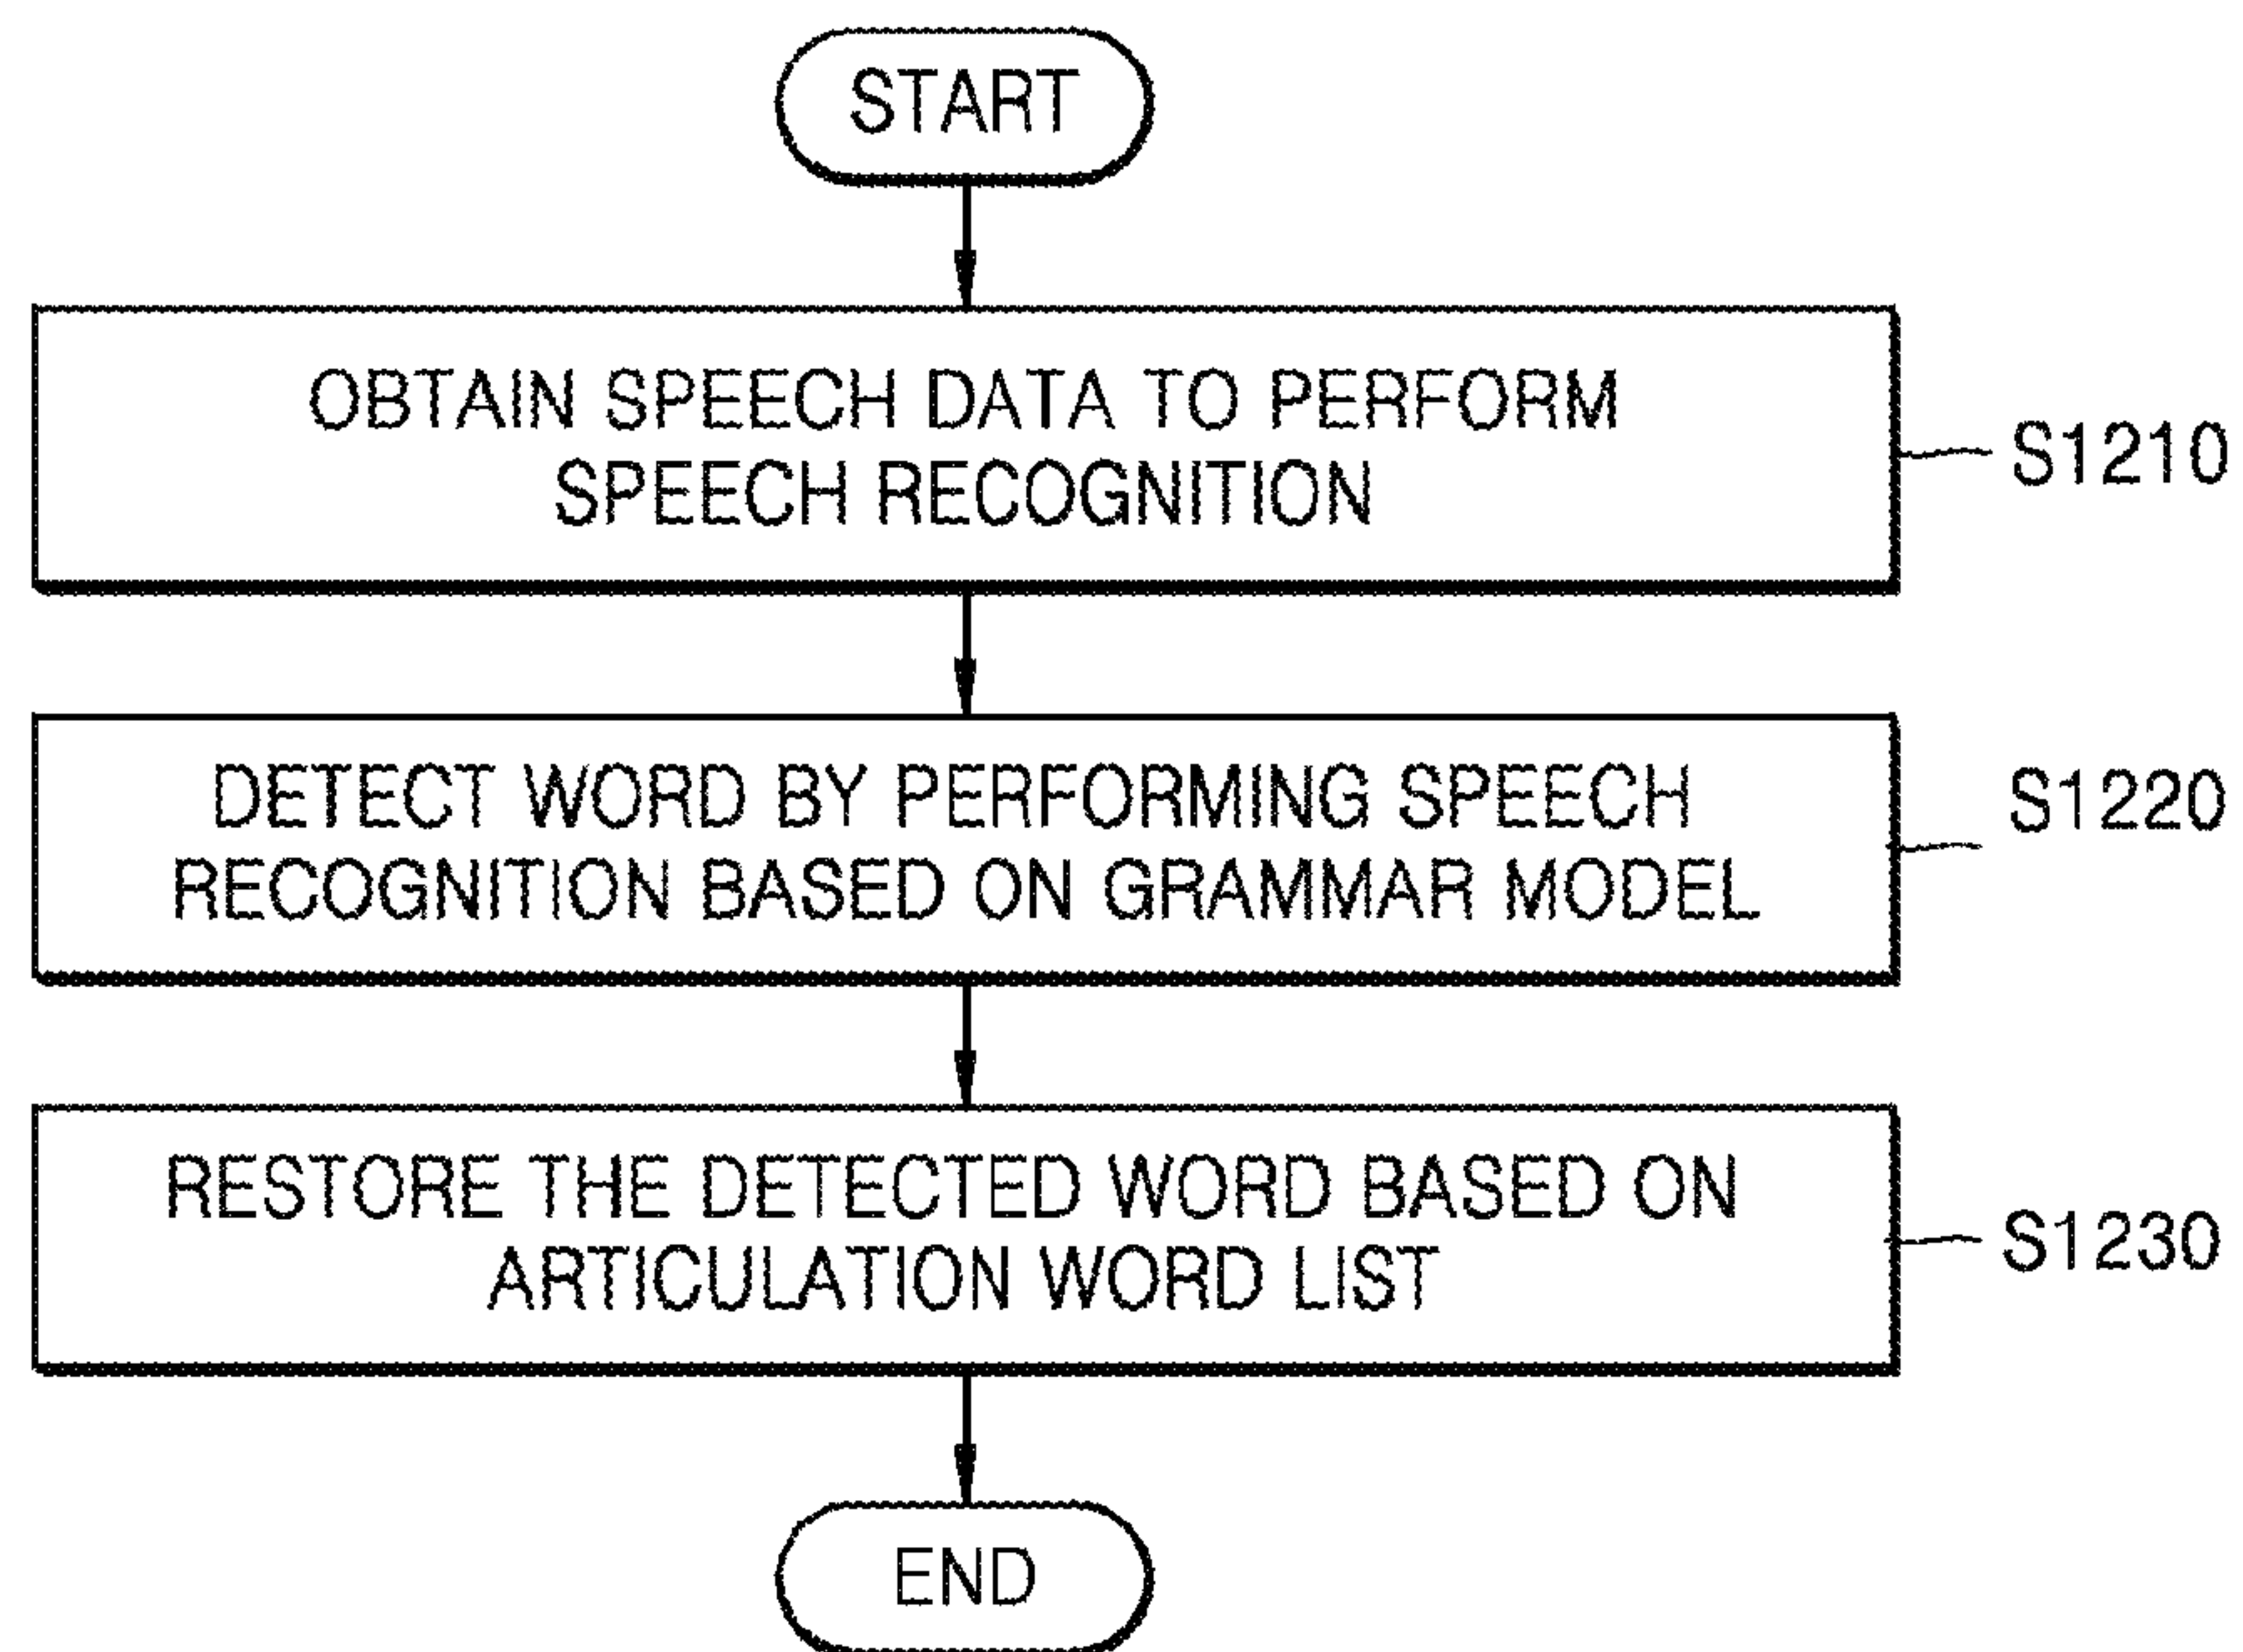 START
OBTAIN SPEECH DATA TO PERFORM
SPEECH RECOGNITION
S1210
DETECT WORD BY PERFORMING SPEECH
RECOGNITION BASED ON GRAMMAR MODEL
S1220
RESTORE THE DETECTED WORD BASED ON
ARTICULATION WORD LIST
S1230
END